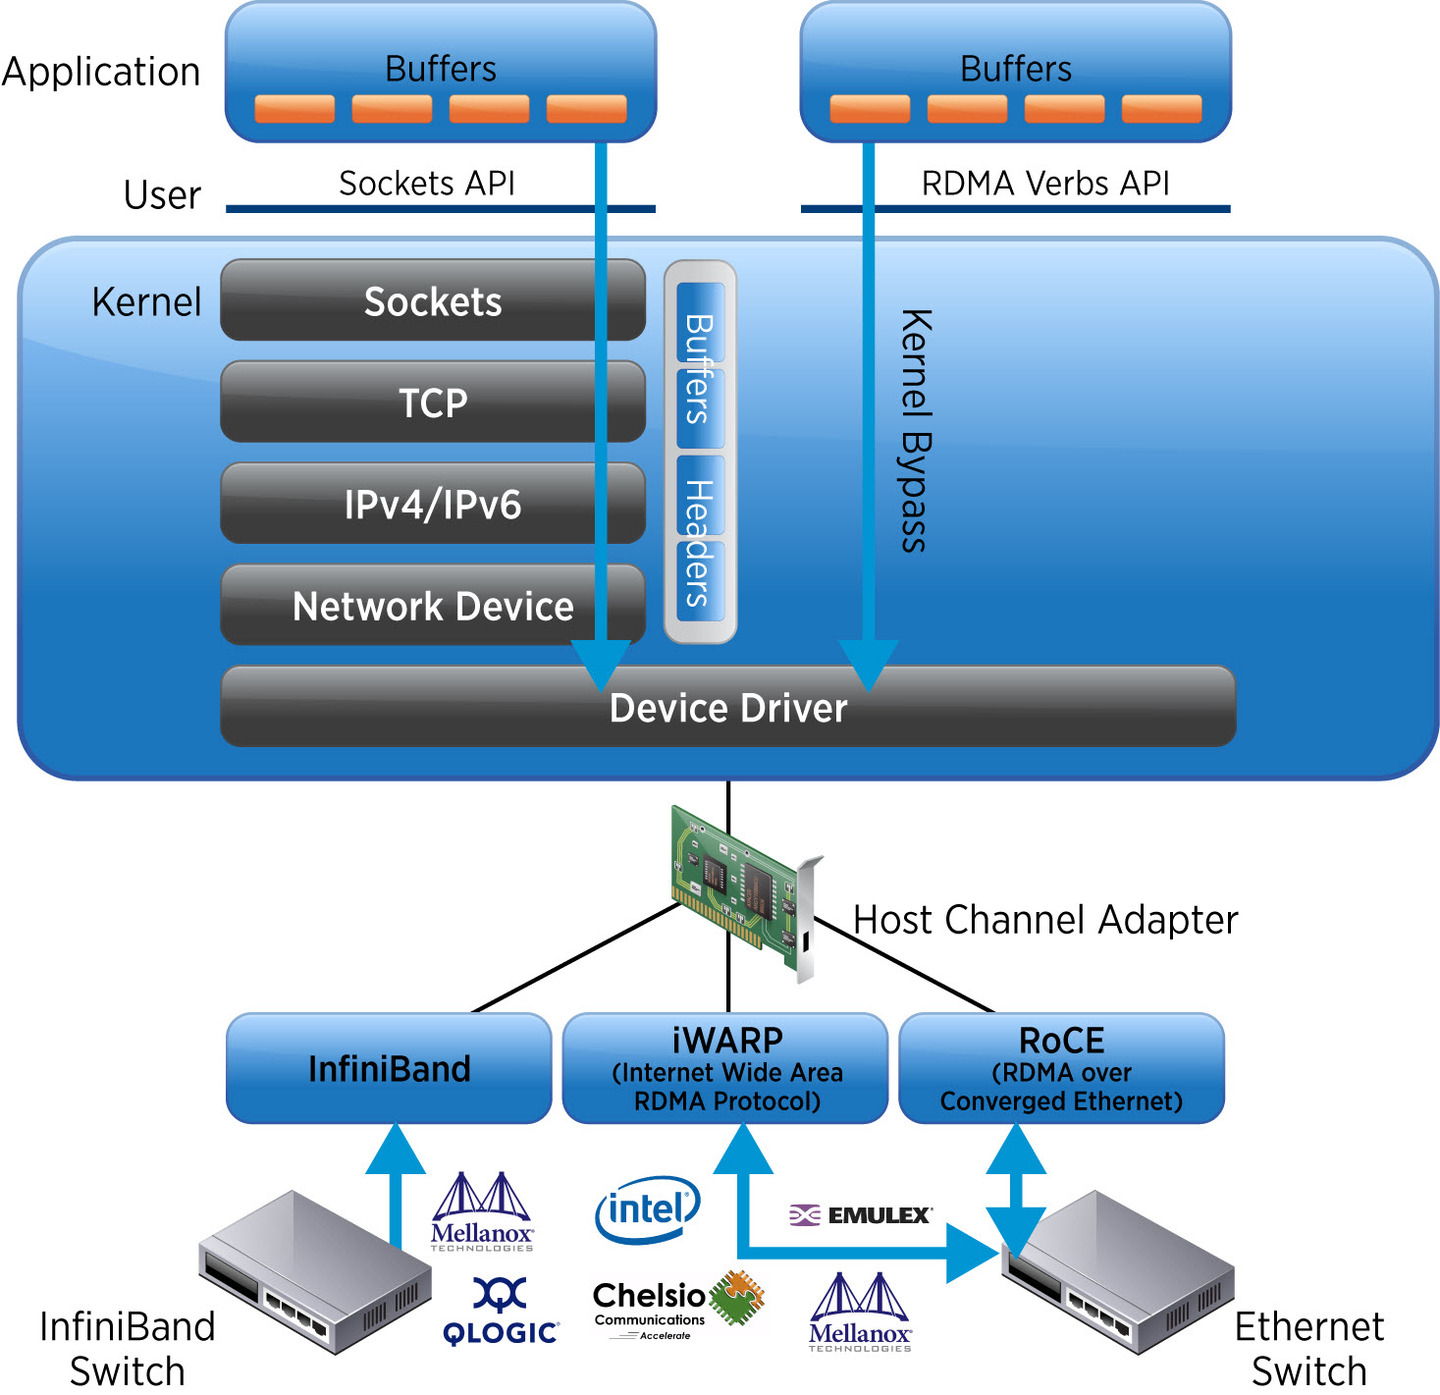 Application
Buffers
Buffers
User
Sockets API
RDMA Verbs API
Kernel
Sockets
TCP
IPv4/IPv6
Network Device
Buffers
Headers
Kernel Bypass
Device Driver
Host Channel Adapter
InfiniBand
iWARP
(Internet Wide Area
RDMA Protocol)
RoCE
(RDMA over
Converged Ethernet)
Mellanox
TECHNOLOGIES
intel®
EMULEX®
QLOGIC®
Chelsio
Communications
Accelerate
Mellanox
TECHNOLOGIES
InfiniBand
Switch
Ethernet
Switch